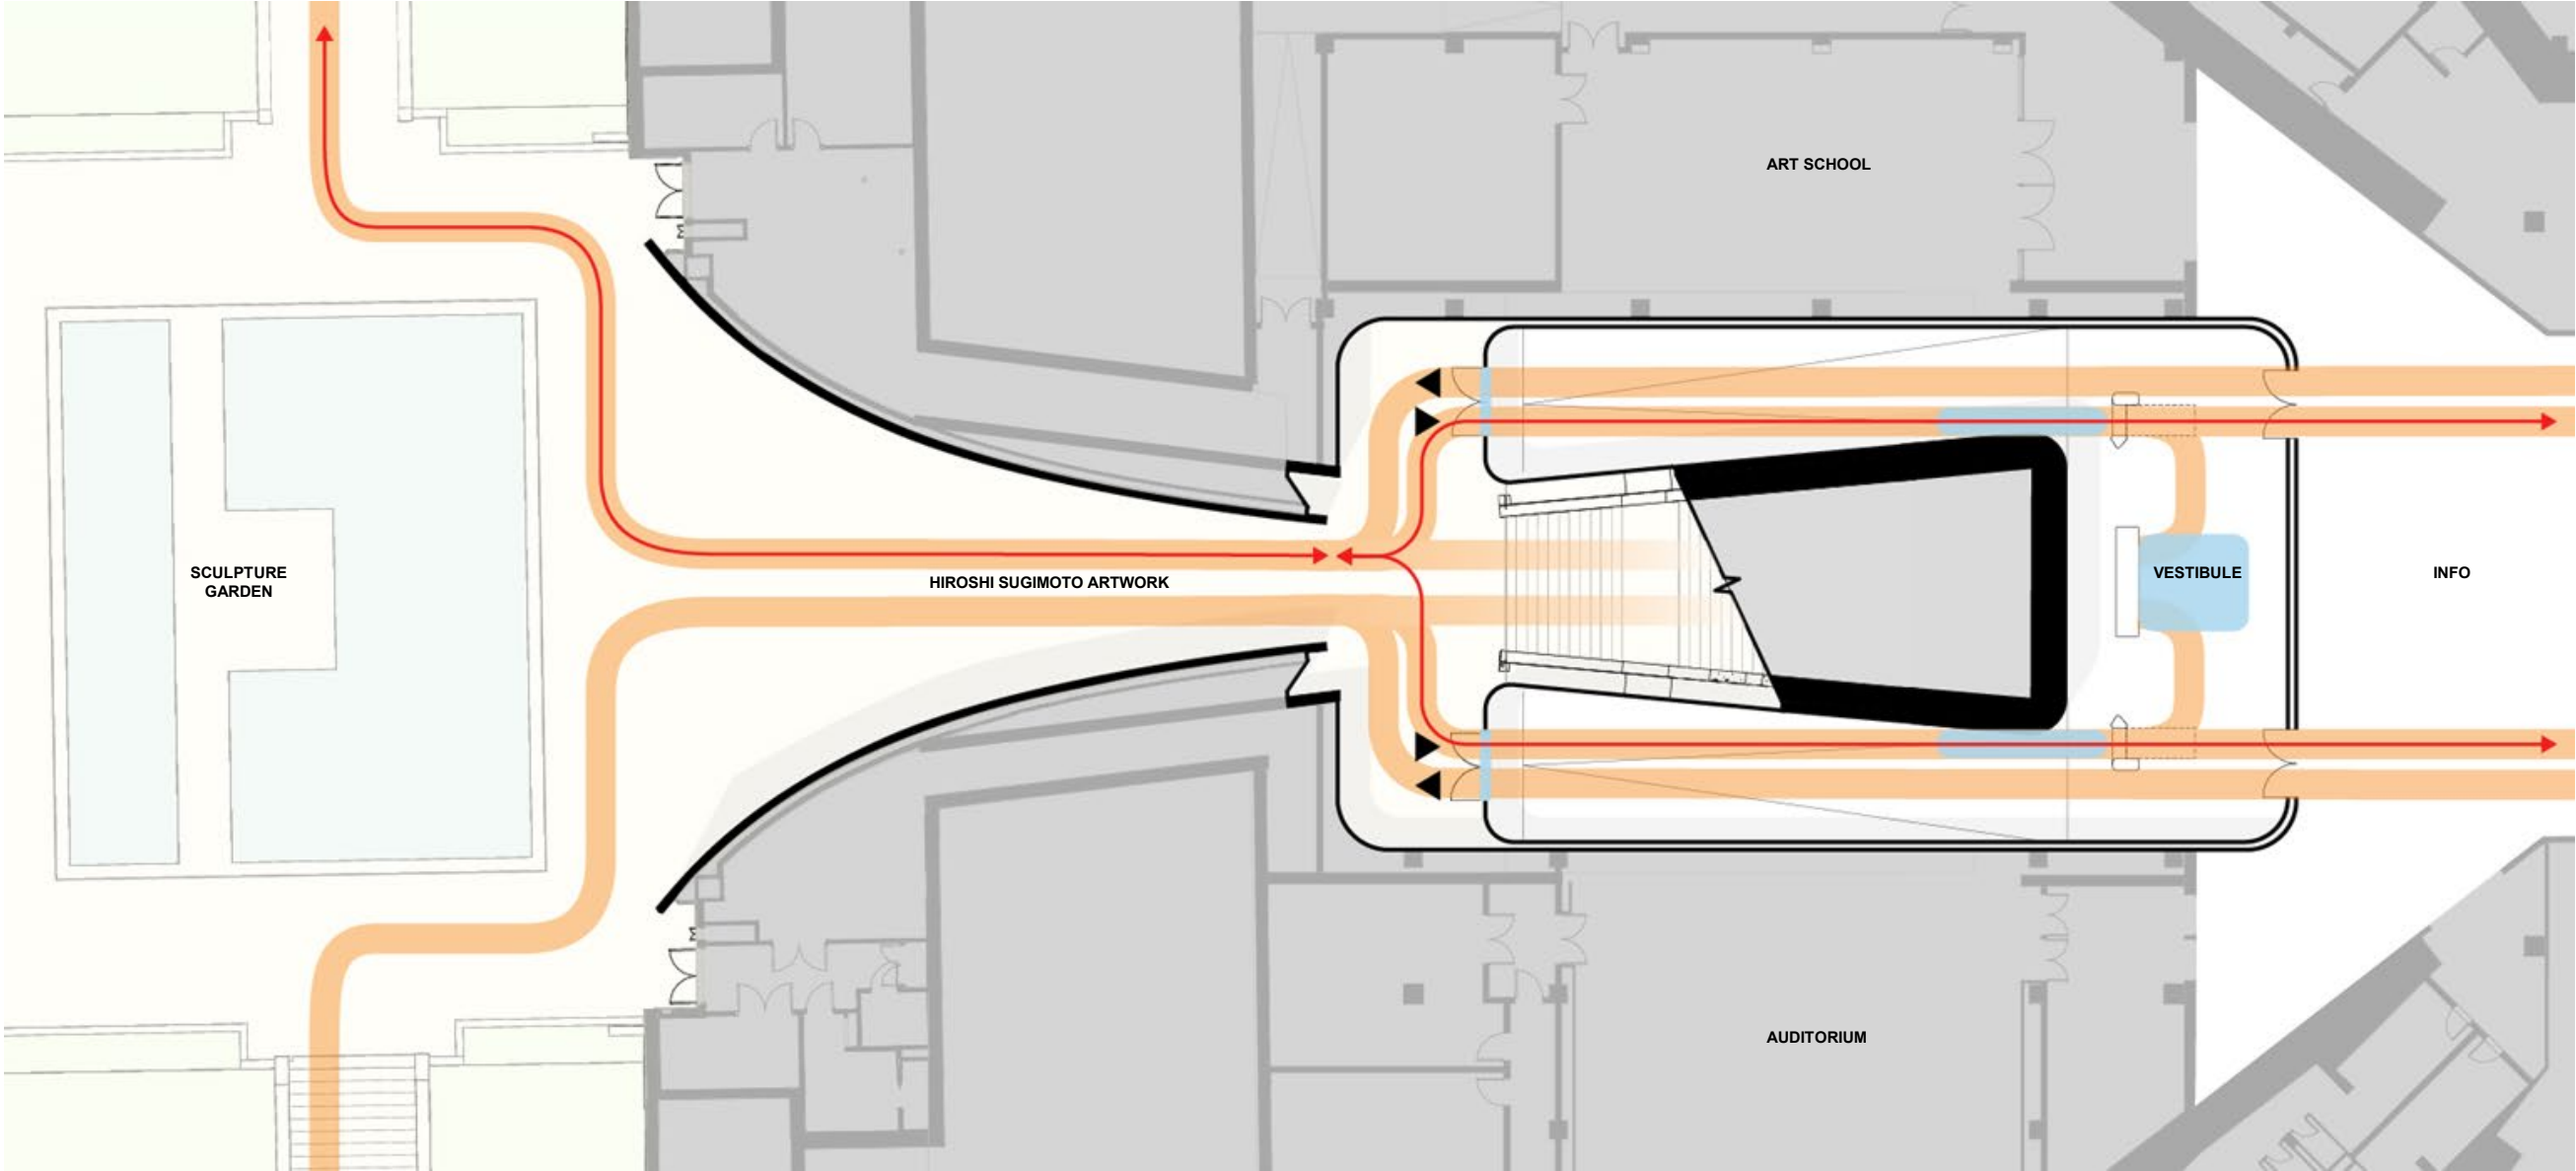 ART SCHOOL
SCULPTURE
GARDEN
HIROSHI SUGIMOTO ARTWORK
VESTIBULE
INFO
AUDITORIUM